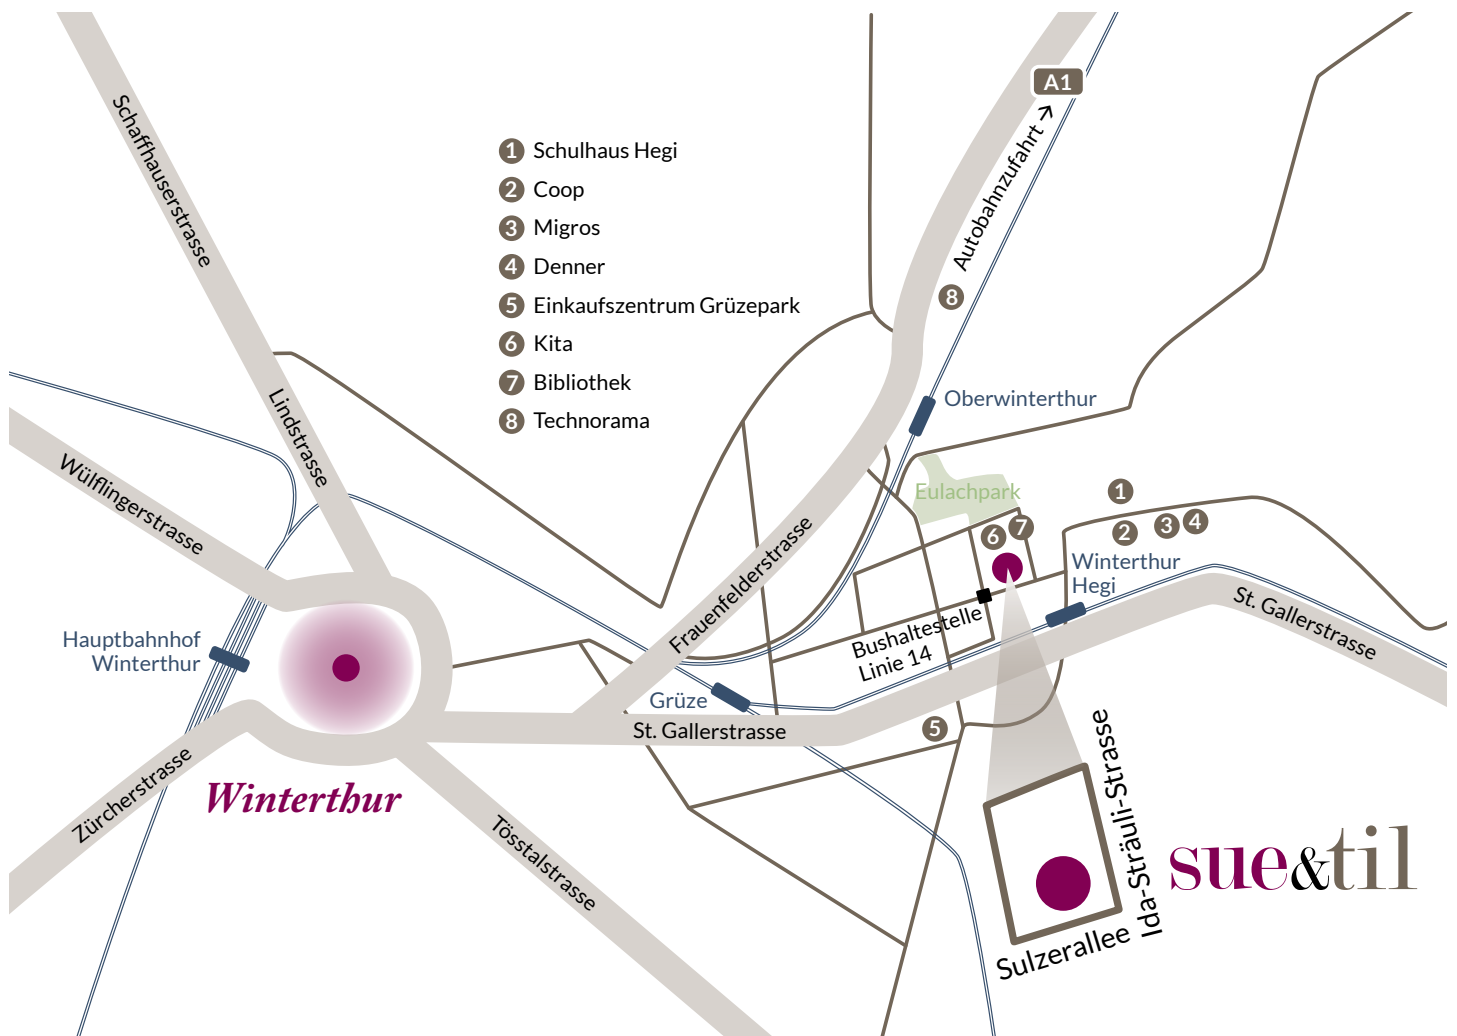 A1
Autobahnzufahrt
Schaffhauserstrasse
1 Schulhaus Hegi
2 Coop
3 Migros
4 Denner
5 Einkaufszentrum Grüzepark
6 Kita
7 Bibliothek
8 Technorama
8
Lindstrasse
Oberwinterthur
Wülflingerstrasse
Eulachpark
1
2
3
4
6
7
Frauenfelderstrasse
Winterthur
Hegi
St. Gallerstrasse
Hauptbahnhof
Winterthur
Bushaltestelle
Linie 14
Grüze
St. Gallerstrasse
5
Zürcherstrasse
Winterthur
Tösstalstrasse
Ida-Sträuli-Strasse
Sulzerallee
sue&til